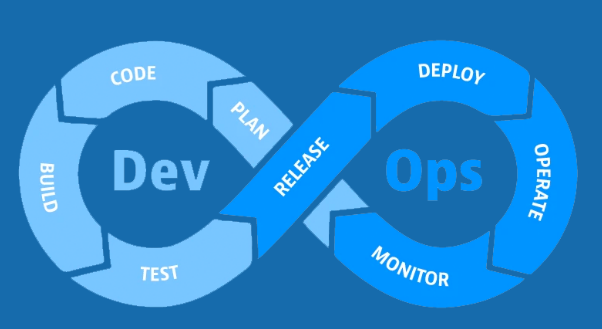 CODE
PLAN
DEPLOY
Dev
Ops
BUILD
RELEASE
OPERATE
TEST
MONITOR